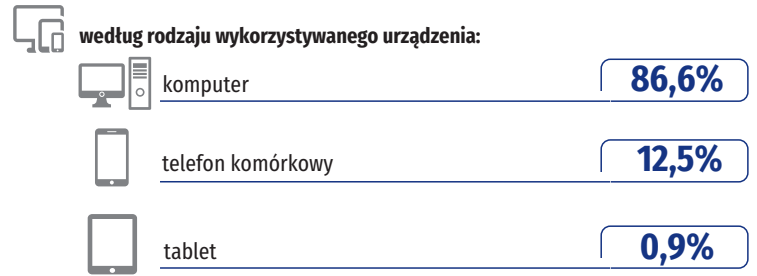 według rodzaju wykorzystywanego urządzenia:
komputer 86,6%
telefon komórkowy 12,5%
tablet 0,9%